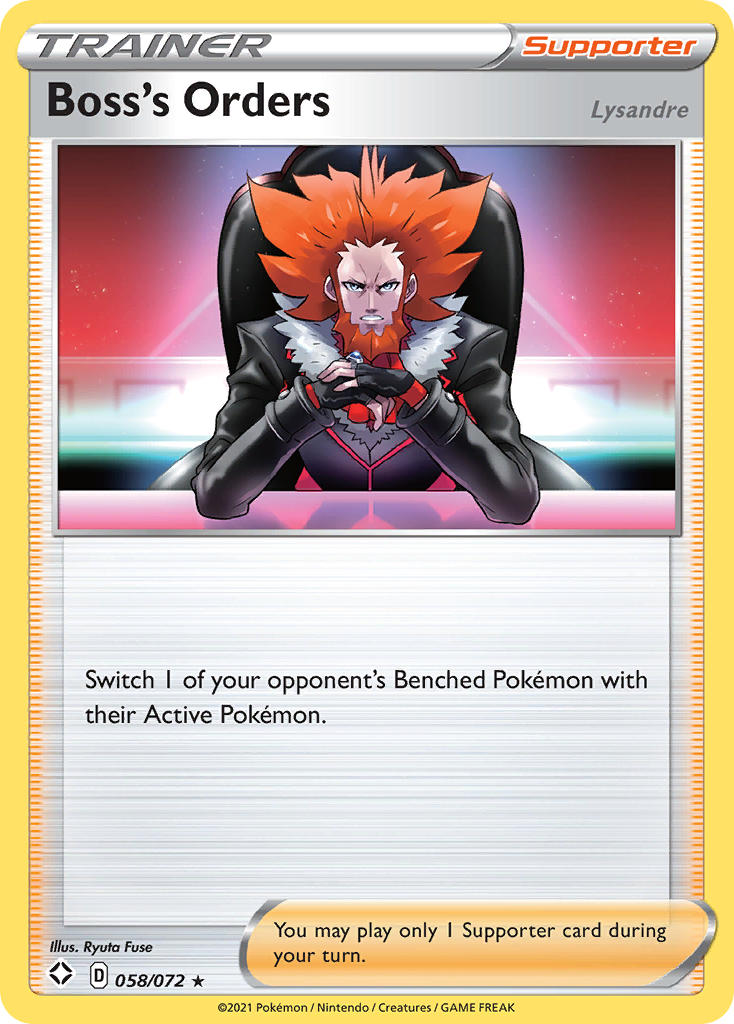 TRAINER Supporter
Boss's Orders Lysandre
Switch 1 of your opponent's Benched Pokémon with
their Active Pokémon.
You may play only 1 Supporter card during
your turn.
Illus. Ryuta Fuse
D 058/072 ★
©2021 Pokémon / Nintendo / Creatures / GAME FREAK